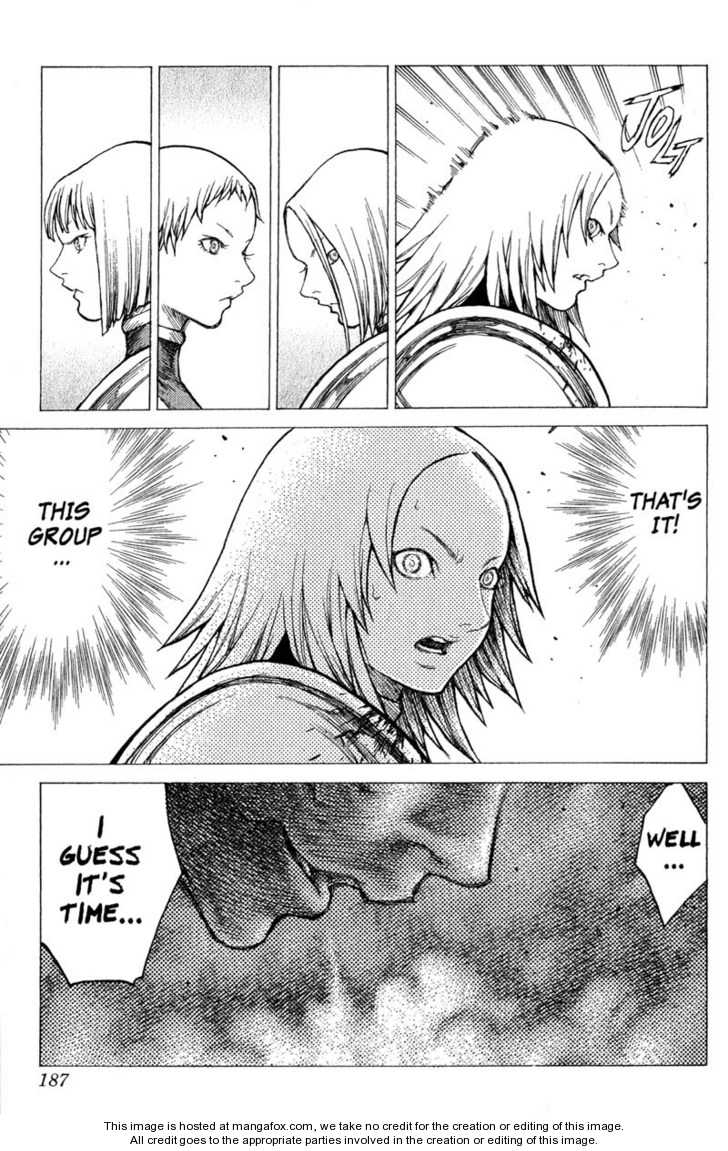 JOLT
THAT'S
IT!
THIS
GROUP
...
WELL
...
I
GUESS
IT'S
TIME...
187
This image is hosted at mangafox.com, we take no credit for the creation or editing of this image.
All credit goes to the appropriate parties involved in the creation or editing of this image.